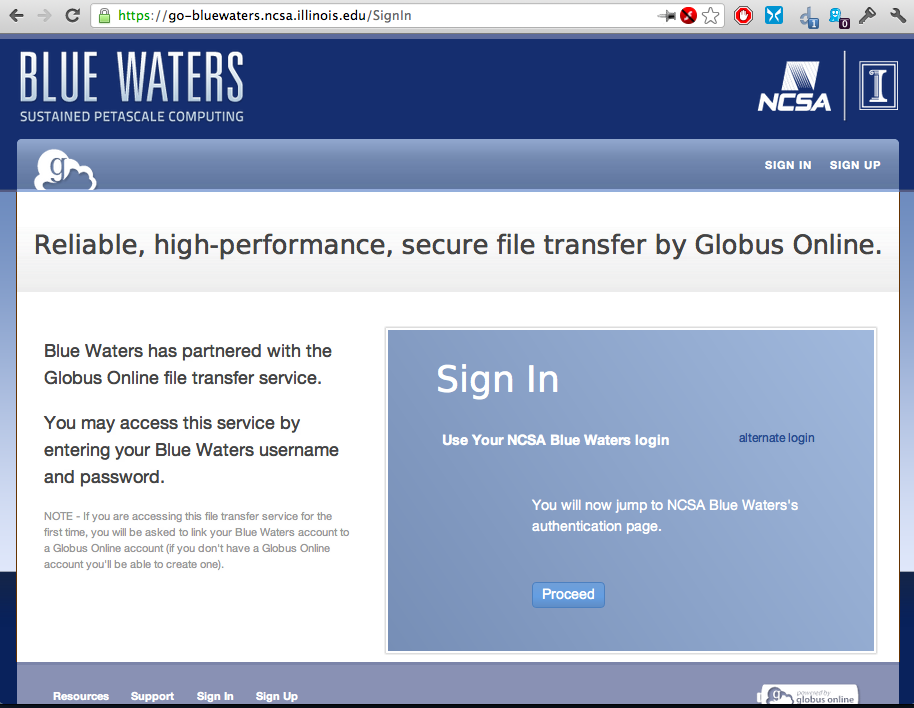 https://go-bluewaters.ncsa.illinois.edu/SignIn
1
0
BLUE WATERS
SUSTAINED PETASCALE COMPUTING
NCSA
I
g
SIGN IN SIGN UP
Reliable, high-performance, secure file transfer by Globus Online.
Blue Waters has partnered with the
Globus Online file transfer service.
You may access this service by
entering your Blue Waters username
and password.
NOTE - If you are accessing this file transfer service for the
first time, you will be asked to link your Blue Waters account to
a Globus Online account (if you don't have a Globus Online
account you'll be able to create one).
Sign In
Use Your NCSA Blue Waters login
alternate login
You will now jump to NCSA Blue Waters's
authentication page.
Proceed
Resources Support Sign In Sign Up
g
powered by
globus online